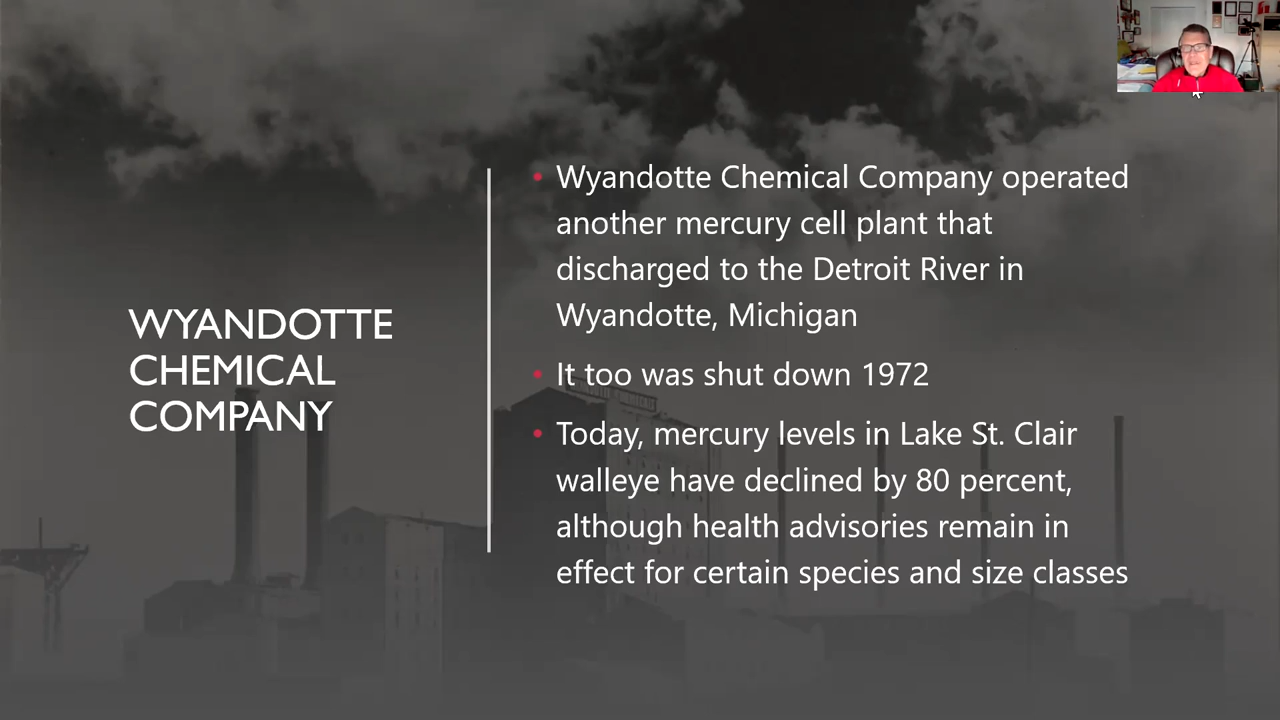 WYANDOTTE
CHEMICAL
COMPANY
• Wyandotte Chemical Company operated
another mercury cell plant that
discharged to the Detroit River in
Wyandotte, Michigan
• It too was shut down 1972
• Today, mercury levels in Lake St. Clair
walleye have declined by 80 percent,
although health advisories remain in
effect for certain species and size classes